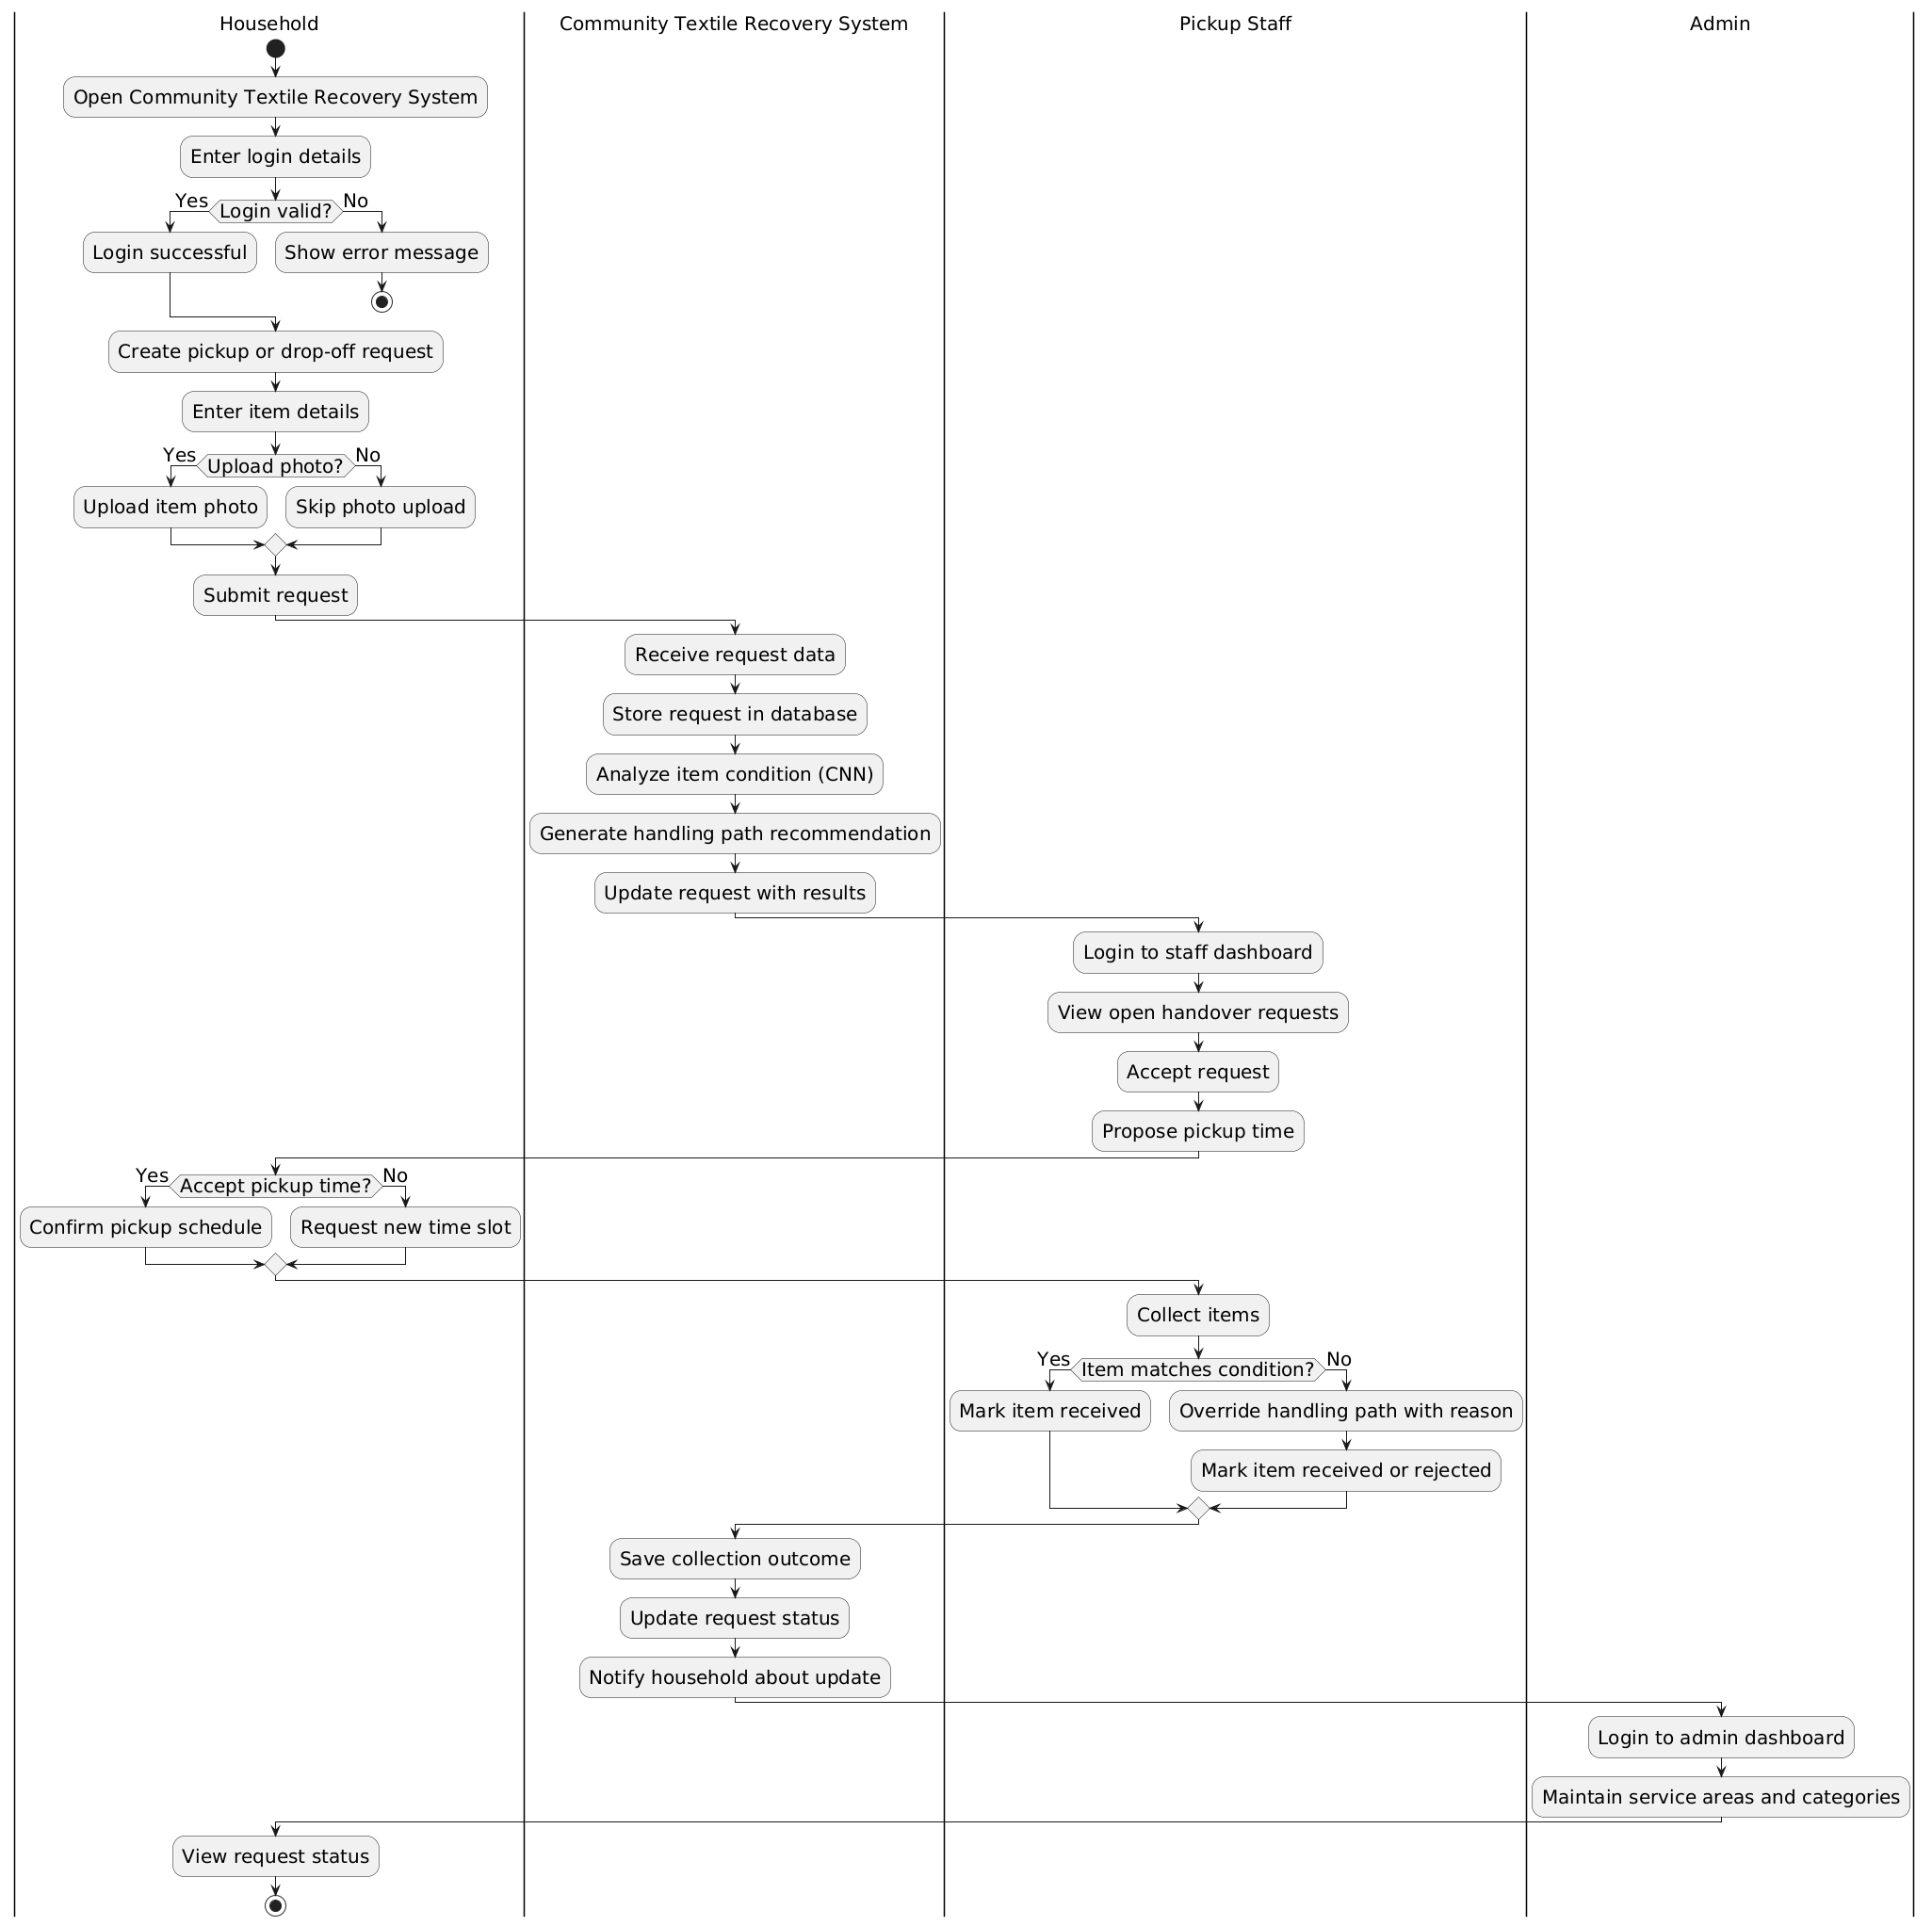 Household
Community Textile Recovery System
Pickup Staff
Admin
Open Community Textile Recovery System
Enter login details
Yes
Login valid?
No
Login successful
Show error message
Create pickup or drop-off request
Enter item details
Yes
Upload photo?
No
Upload item photo
Skip photo upload
Submit request
Receive request data
Store request in database
Analyze item condition (CNN)
Generate handling path recommendation
Update request with results
Login to staff dashboard
View open handover requests
Accept request
Propose pickup time
Yes
Accept pickup time?
No
Confirm pickup schedule
Request new time slot
Collect items
Yes
Item matches condition?
No
Mark item received
Override handling path with reason
Mark item received or rejected
Save collection outcome
Update request status
Notify household about update
Login to admin dashboard
Maintain service areas and categories
View request status